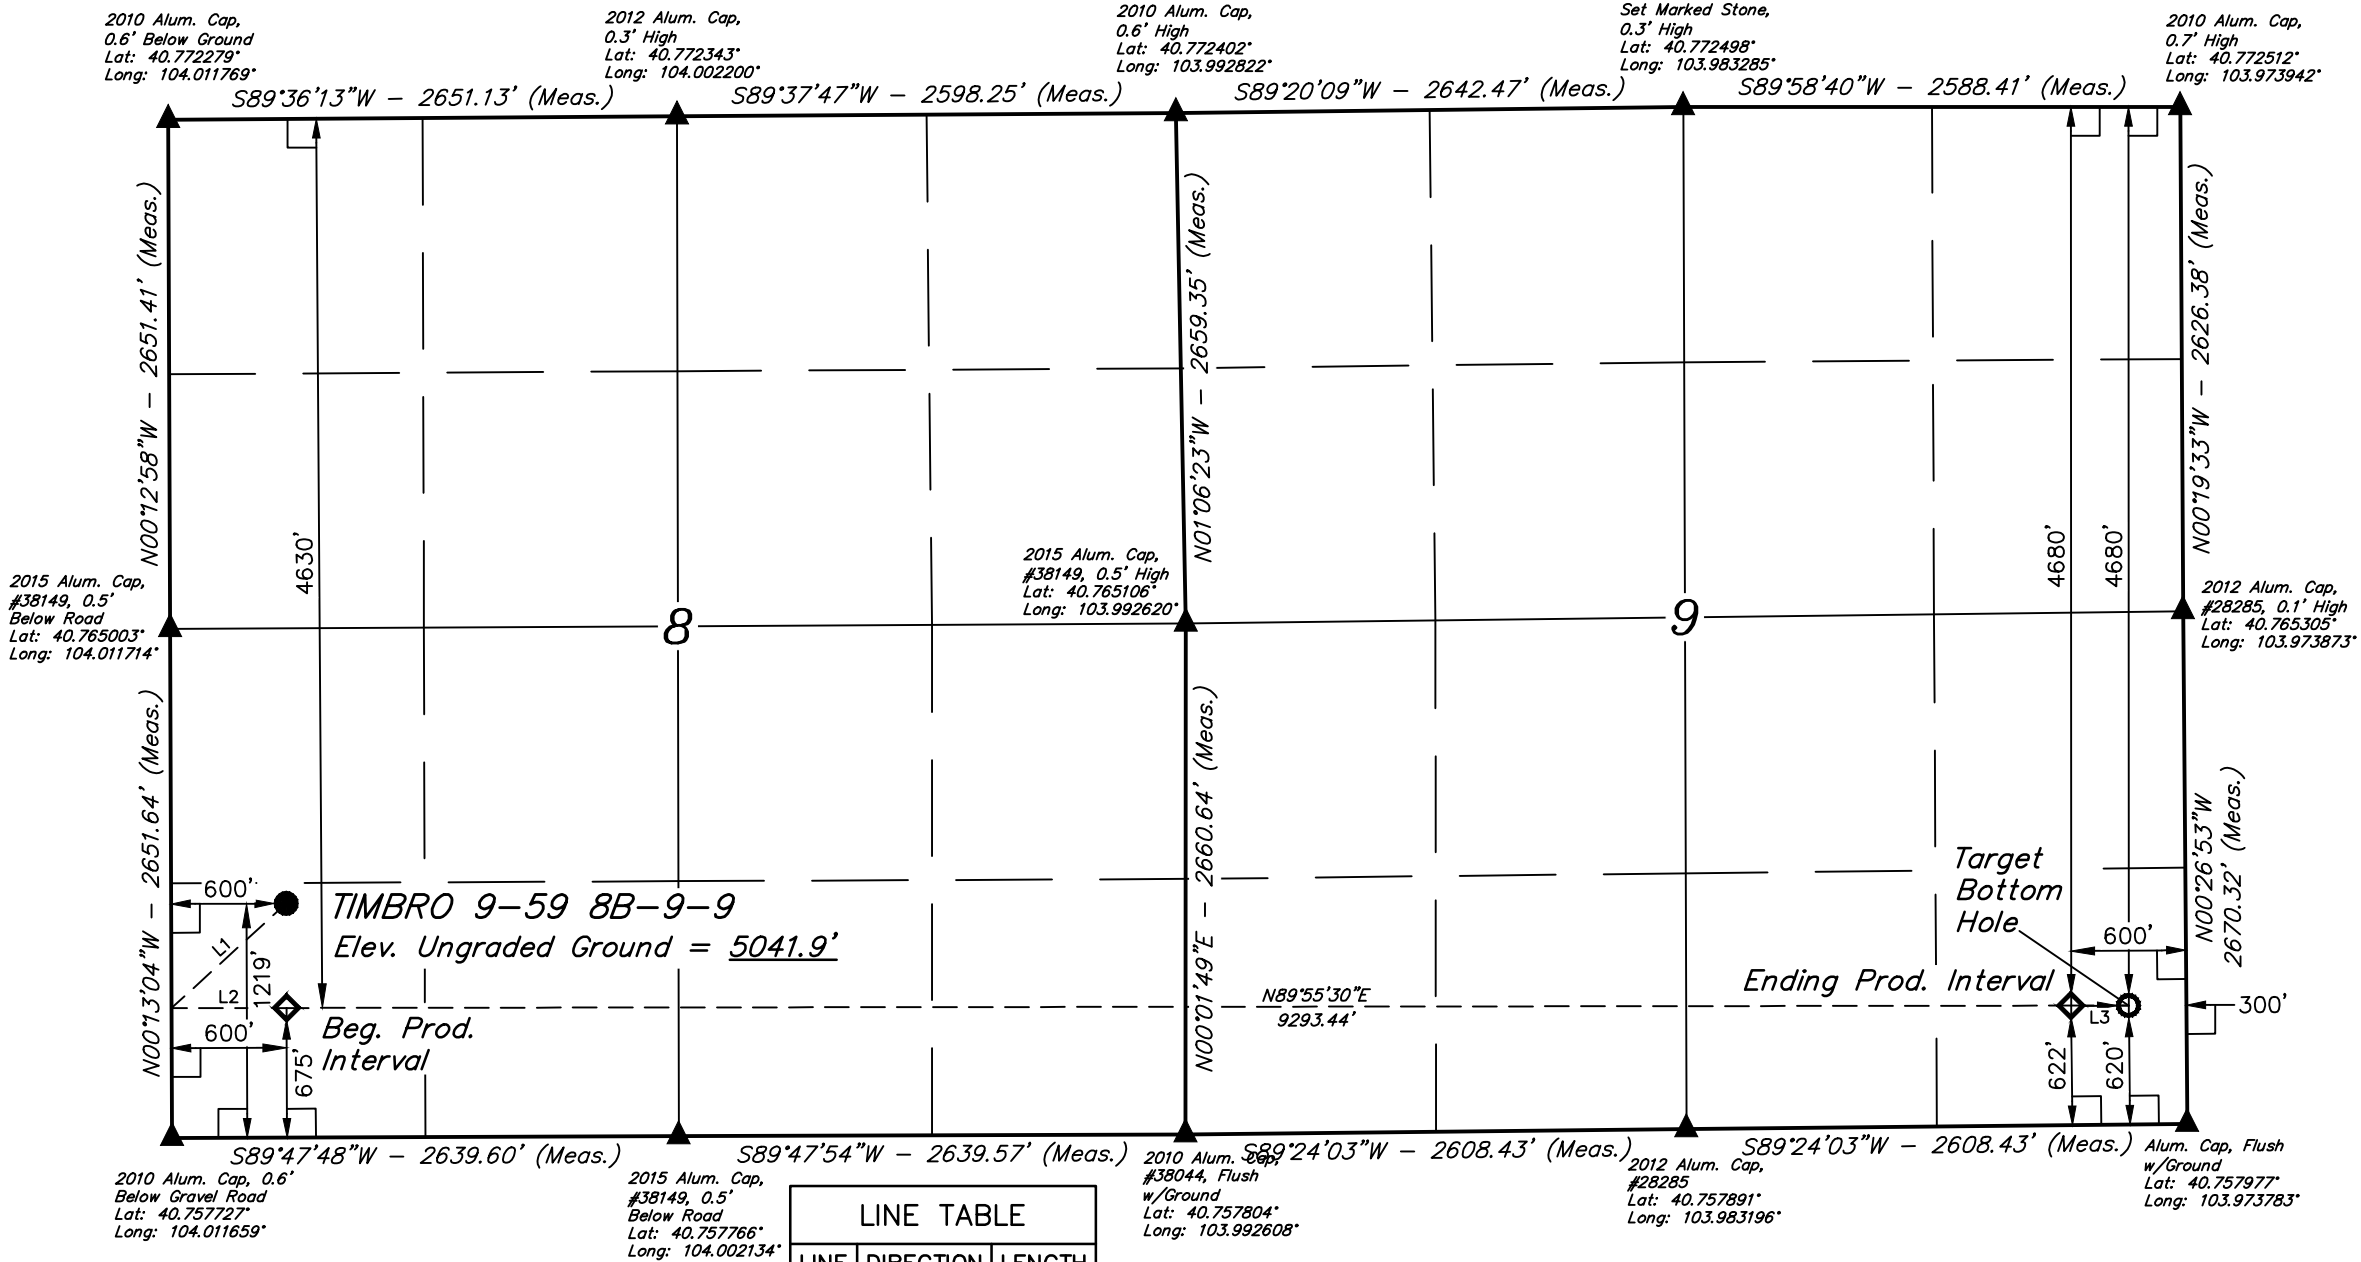 2010 Alum. Cap,
0.6' Below Ground
Lat: 40.772279°
Long: 104.011769°
2012 Alum. Cap,
0.3' High
Lat: 40.772343°
Long: 104.002200°
2010 Alum. Cap,
0.6' High
Lat: 40.772402°
Long: 103.992822°
Set Marked Stone,
0.3' High
Lat: 40.772498°
Long: 103.983285°
2010 Alum. Cap,
0.7' High
Lat: 40.772512°
Long: 103.973942°
S89°36'13"W - 2651.13' (Meas.)
S89°37'47"W - 2598.25' (Meas.)
S89°20'09"W - 2642.47' (Meas.)
S89°58'40"W - 2588.41' (Meas.)
N00°12'58"W - 2651.41' (Meas.)
4630'
N01°06'23"W - 2659.35' (Meas.)
4680'
4680'
N00°19'33"W - 2626.38' (Meas.)
2015 Alum. Cap,
#38149, 0.5'
Below Road
Lat: 40.765003°
Long: 104.011714°
8
2015 Alum. Cap,
#38149, 0.5' High
Lat: 40.765106°
Long: 103.992620°
9
2012 Alum. Cap,
#28285, 0.1' High
Lat: 40.765305°
Long: 103.973873°
N00°13'04"W - 2651.64' (Meas.)
600'
TIMBRO 9-59 8B-9-9
Elev. Ungraded Ground = 5041.9'
L1
1219'
L2
600'
675'
Beg. Prod.
Interval
N00°01'49"E - 2660.64' (Meas.)
N89°55'30"E
9293.44'
Target
Bottom
Hole
Ending Prod. Interval
600'
L3
300'
622'
620'
N00°26'53"W
2670.32' (Meas.)
S89°47'48"W - 2639.60' (Meas.)
S89°47'54"W - 2639.57' (Meas.)
S89°24'03"W - 2608.43' (Meas.)
S89°24'03"W - 2608.43' (Meas.)
2010 Alum. Cap, 0.6'
Below Gravel Road
Lat: 40.757727°
Long: 104.011659°
2015 Alum. Cap,
#38149, 0.5'
Below Road
Lat: 40.757766°
Long: 104.002134°
2010 Alum. Cap,
#38044, Flush
w/Ground
Lat: 40.757804°
Long: 103.992608°
2012 Alum. Cap,
#28285
Lat: 40.757891°
Long: 103.983196°
Alum. Cap, Flush
w/Ground
Lat: 40.757977°
Long: 103.973783°
LINE TABLE
LINE DIRECTION LENGTH